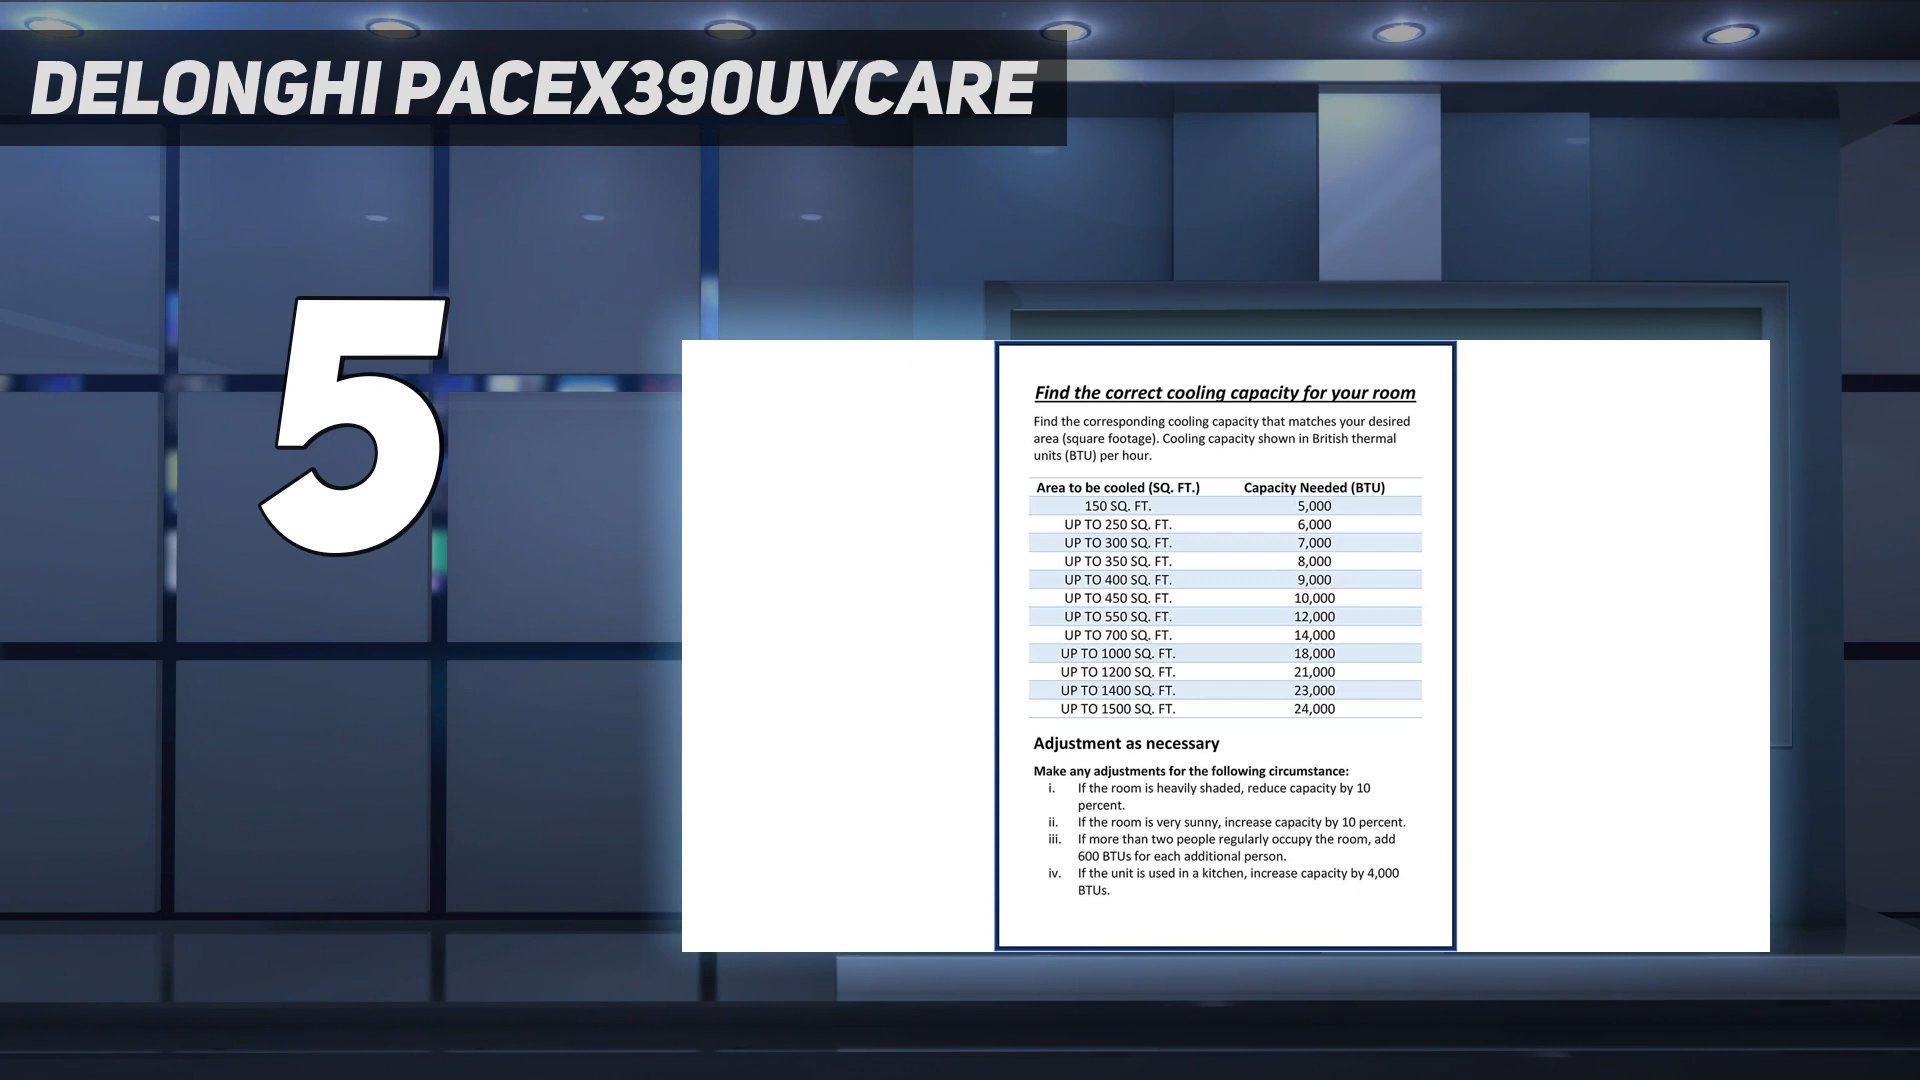 DELONGHI PACEX390UVCARE
5
Find the correct cooling capacity for your room
Find the corresponding cooling capacity that matches your desired
area (square footage). Cooling capacity shown in British thermal
units (BTU) per hour.
Area to be cooled (SQ. FT.) Capacity Needed (BTU)
150 SQ. FT. 5,000
UP TO 250 SQ. FT. 6,000
UP TO 300 SQ. FT. 7,000
UP TO 350 SQ. FT. 8,000
UP TO 400 SQ. FT. 9,000
UP TO 450 SQ. FT. 10,000
UP TO 550 SQ. FT. 12,000
UP TO 700 SQ. FT. 14,000
UP TO 1000 SQ. FT. 18,000
UP TO 1200 SQ. FT. 21,000
UP TO 1400 SQ. FT. 23,000
UP TO 1500 SQ. FT. 24,000
Adjustment as necessary
Make any adjustments for the following circumstance:
i. If the room is heavily shaded, reduce capacity by 10
percent.
ii. If the room is very sunny, increase capacity by 10 percent.
iii. If more than two people regularly occupy the room, add
600 BTUs for each additional person.
iv. If the unit is used in a kitchen, increase capacity by 4,000
BTUs.